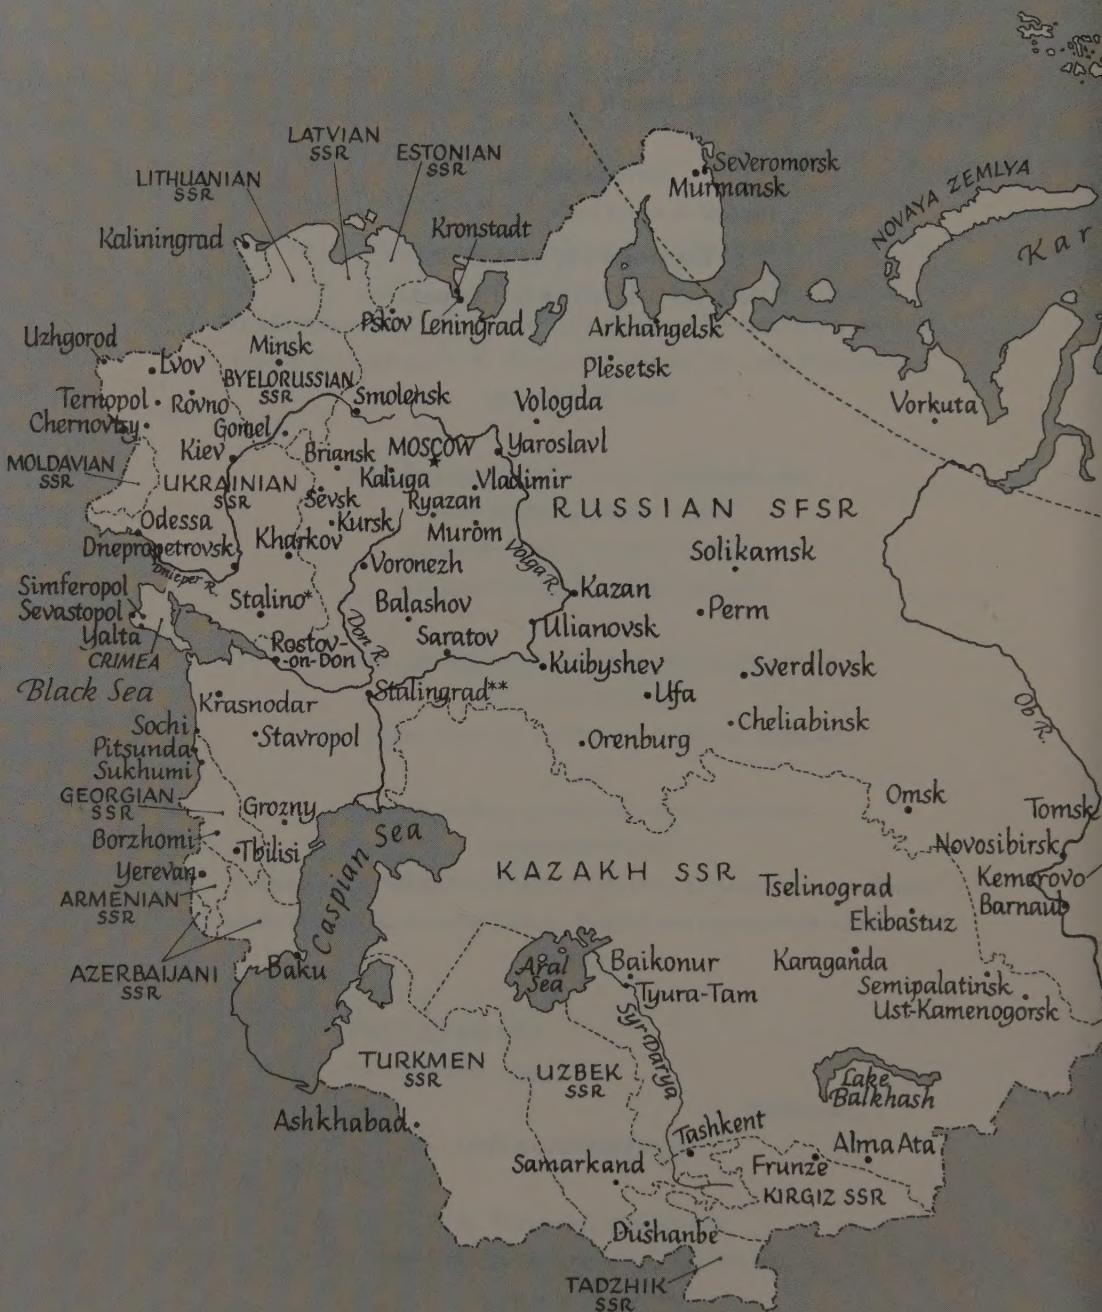 LATVIAN
SSR
ESTONIAN
SSR
LITHUANIAN
SSR
Severomorsk
Murmansk
NOVAYA ZEMLYA
Kaliningrad
Kronstadt
Kar
Pskov
Leningrad
Arkhangelsk
Uzhgorod
Lvov
Minsk
BYELORUSSIAN
SSR
Plesetsk
Ternopol
Rovno
Smolensk
Vologda
Vorkuta
Chernovtsy
Gomel
Kiev
Briansk
MOSCOW
Yaroslavl
MOLDAVIAN
SSR
UKRAINIAN
SSR
Kaluga
Vladimir
Sevsk
Ryazan
RUSSIAN SFSR
Odessa
Kursk
Murom
Dnepropetrovsk
Kharkov
Volga R.
Solikamsk
Dnieper R.
Voronezh
Simferopol
Kazan
Sevastopol
Stalino*
Balashov
Perm
Yalta
Don R.
Saratov
Ulianovsk
CRIMEA
Rostov-
-on-Don
Kuibyshev
Sverdlovsk
Black Sea
Stalingrad**
Ufa
Ob R.
Krasnodar
Cheliabinsk
Sochi
Stavropol
Orenburg
Pitsunda
Sukhumi
GEORGIAN
SSR
Grozny
Omsk
Tomsk
Borzhomi
Tbilisi
Caspian Sea
Novosibirsk
Yerevan
KAZAKH SSR
Tselinograd
Kemerovo
ARMENIAN
SSR
Barnaul
Ekibastuz
AZERBAIJANI
SSR
Baku
Aral
Sea
Baikonur
Karaganda
Tyura-Tam
Semipalatinsk
Ust-Kamenogorsk
Syr Darya
TURKMEN
SSR
UZBEK
SSR
Lake
Balkhash
Ashkhabad
Tashkent
Alma Ata
Samarkand
Frunze
KIRGIZ SSR
Dushanbe
TADZHIK
SSR